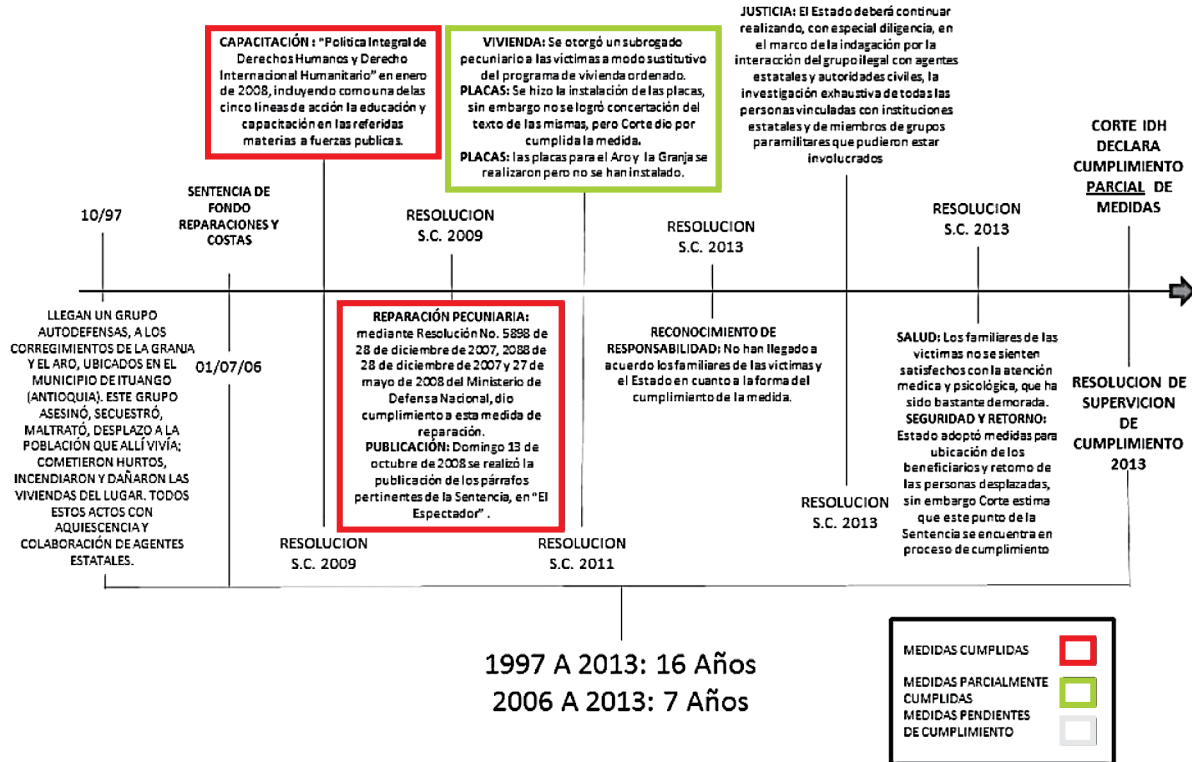 CAPACITACIÓN : "Política Integral de
Derechos Humanos y Derecho
Internacional Humanitario" en enero
de 2008, incluyendo como una delas
cinco líneas de acción la educación y
capacitación en las referidas
materias a fuerzas publicas.
VIVIENDA: Se otorgó un subrogado
pecuniario a las víctimas a modo sustitutivo
del programa de vivienda ordenado.
PLACAS: Se hizo la instalación de las placas,
sin embargo no se logró concertación del
texto de las mismas, pero Corte dio por
cumplida la medida.
PLACAS: las placas para el Aro y la Granja se
realizaron pero no se han instalado.
JUSTICIA: El Estado deberá continuar
realizando, con especial diligencia, en
el marco de la indagación por la
interacción del grupo ilegal con agentes
estatales y autoridades civiles, la
investigación exhaustiva de todas las
personas vinculadas con instituciones
estatales y de miembros de grupos
paramilitares que pudieron estar
involucrados
CORTE IDH
DECLARA
CUMPLIMIENTO
PARCIAL DE
MEDIDAS
10/97
SENTENCIA DE
FONDO
REPARACIONES Y
COSTAS
RESOLUCION
S.C. 2009
RESOLUCION
S.C. 2013
RESOLUCION
S.C. 2013
LLEGAN UN GRUPO
AUTODEFENSAS, A LOS
CORREGIMIENTOS DE LA GRANJA
Y EL ARO, UBICADOS EN EL
MUNICIPIO DE ITUANGO
(ANTIOQUIA). ESTE GRUPO
ASESINÓ, SECUESTRÓ,
MALTRATÓ, DESPLAZO A LA
POBLACIÓN QUE ALLÍ VIVÍA;
COMETIERON HURTOS,
INCENDIARON Y DAÑARON LAS
VIVIENDAS DEL LUGAR. TODOS
ESTOS ACTOS CON
AQUIESCENCIA Y
COLABORACIÓN DE AGENTES
ESTATALES.
01/07/06
REPARACIÓN PECUNIARIA:
mediante Resolución No. 5898 de
28 de diciembre de 2007, 2088 de
28 de diciembre de 2007 y 27 de
mayo de 2008 del Ministerio de
Defensa Nacional, dio
cumplimiento a esta medida de
reparación.
PUBLICACIÓN: Domingo 13 de
octubre de 2008 se realizó la
publicación de los párrafos
pertinentes de la Sentencia, en "El
Espectador" .
RECONOCIMIENTO DE
RESPONSABILIDAD: No han llegado a
acuerdo los familiares de las victimas y
el Estado en cuanto a la forma del
cumplimiento de la medida.
SALUD: Los familiares de las
victimas no se sienten
satisfechos con la atención
medica y psicológica, que ha
sido bastante demorada.
SEGURIDAD Y RETORNO:
Estado adoptó medidas para
ubicación de los
beneficiarios y retorno de
las personas desplazadas,
sin embargo Corte estima
que este punto de la
Sentencia se encuentra en
proceso de cumplimiento
RESOLUCION DE
SUPERVISION
DE
CUMPLIMIENTO
2013
RESOLUCION
S.C. 2009
RESOLUCION
S.C. 2011
RESOLUCION
S.C. 2013
1997 A 2013: 16 Años
2006 A 2013: 7 Años
MEDIDAS CUMPLIDAS
MEDIDAS PARCIALMENTE
CUMPLIDAS
MEDIDAS PENDIENTES
DE CUMPLIMIENTO